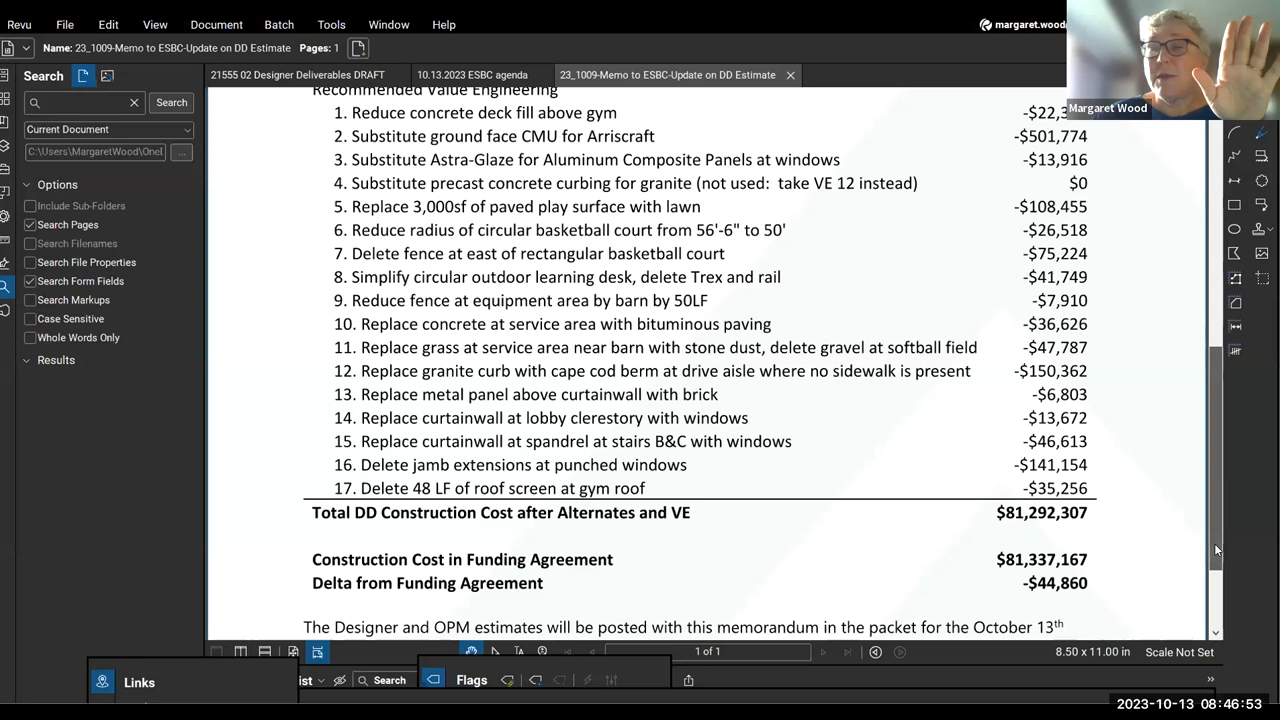 Revu File Edit View Document Batch Tools Window Help margaret.wood
Name: 23_1009-Memo to ESBC-Update on DD Estimate Pages: 1
Search
21555 02 Designer Deliverables DRAFT 10.13.2023 ESBC agenda 23_1009-Memo to ESBC-Update on DD Estimate
Margaret Wood
Search
Current Document
C:\Users\MargaretWood\OneD
Options
Include Sub-Folders
Search Pages
Search Filenames
Search File Properties
Search Form Fields
Search Markups
Case Sensitive
Whole Words Only
Results
Recommended Value Engineering
1. Reduce concrete deck fill above gym -$22,3
2. Substitute ground face CMU for Arriscraft -$501,774
3. Substitute Astra-Glaze for Aluminum Composite Panels at windows -$13,916
4. Substitute precast concrete curbing for granite (not used: take VE 12 instead) $0
5. Replace 3,000sf of paved play surface with lawn -$108,455
6. Reduce radius of circular basketball court from 56'-6" to 50' -$26,518
7. Delete fence at east of rectangular basketball court -$75,224
8. Simplify circular outdoor learning desk, delete Trex and rail -$41,749
9. Reduce fence at equipment area by barn by 50LF -$7,910
10. Replace concrete at service area with bituminous paving -$36,626
11. Replace grass at service area near barn with stone dust, delete gravel at softball field -$47,787
12. Replace granite curb with cape cod berm at drive aisle where no sidewalk is present -$150,362
13. Replace metal panel above curtainwall with brick -$6,803
14. Replace curtainwall at lobby clerestory with windows -$13,672
15. Replace curtainwall at spandrel at stairs B&C with windows -$46,613
16. Delete jamb extensions at punched windows -$141,154
17. Delete 48 LF of roof screen at gym roof -$35,256
Total DD Construction Cost after Alternates and VE $81,292,307
Construction Cost in Funding Agreement $81,337,167
Delta from Funding Agreement -$44,860
The Designer and OPM estimates will be posted with this memorandum in the packet for the October 13th
1 of 1 8.50 x 11.00 in Scale Not Set
Links
ist Search Flags
2023-10-13 08:46:53